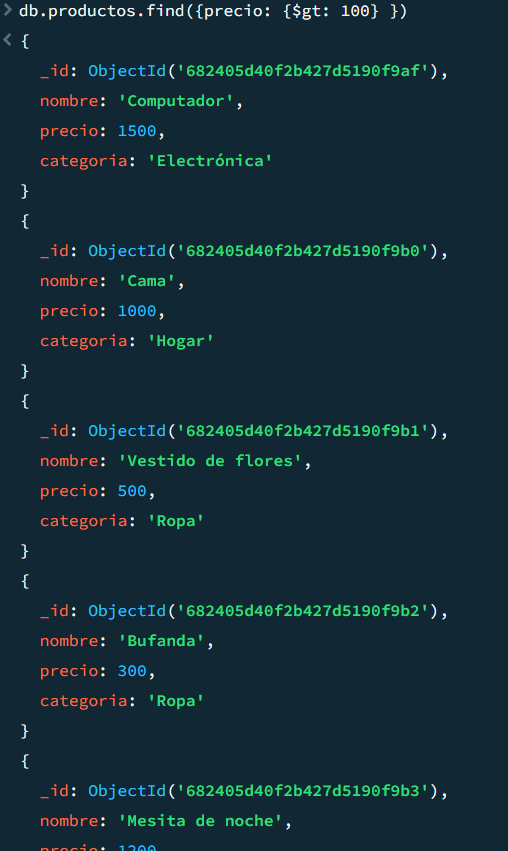 db.productos.find({precio: {$gt: 100} })
{
_id: ObjectId('682405d40f2b427d5190f9af'),
nombre: 'Computador',
precio: 1500,
categoria: 'Electrónica'
}
{
_id: ObjectId('682405d40f2b427d5190f9b0'),
nombre: 'Cama',
precio: 1000,
categoria: 'Hogar'
}
{
_id: ObjectId('682405d40f2b427d5190f9b1'),
nombre: 'Vestido de flores',
precio: 500,
categoria: 'Ropa'
}
{
_id: ObjectId('682405d40f2b427d5190f9b2'),
nombre: 'Bufanda',
precio: 300,
categoria: 'Ropa'
}
{
_id: ObjectId('682405d40f2b427d5190f9b3'),
nombre: 'Mesita de noche',
precio: 1200